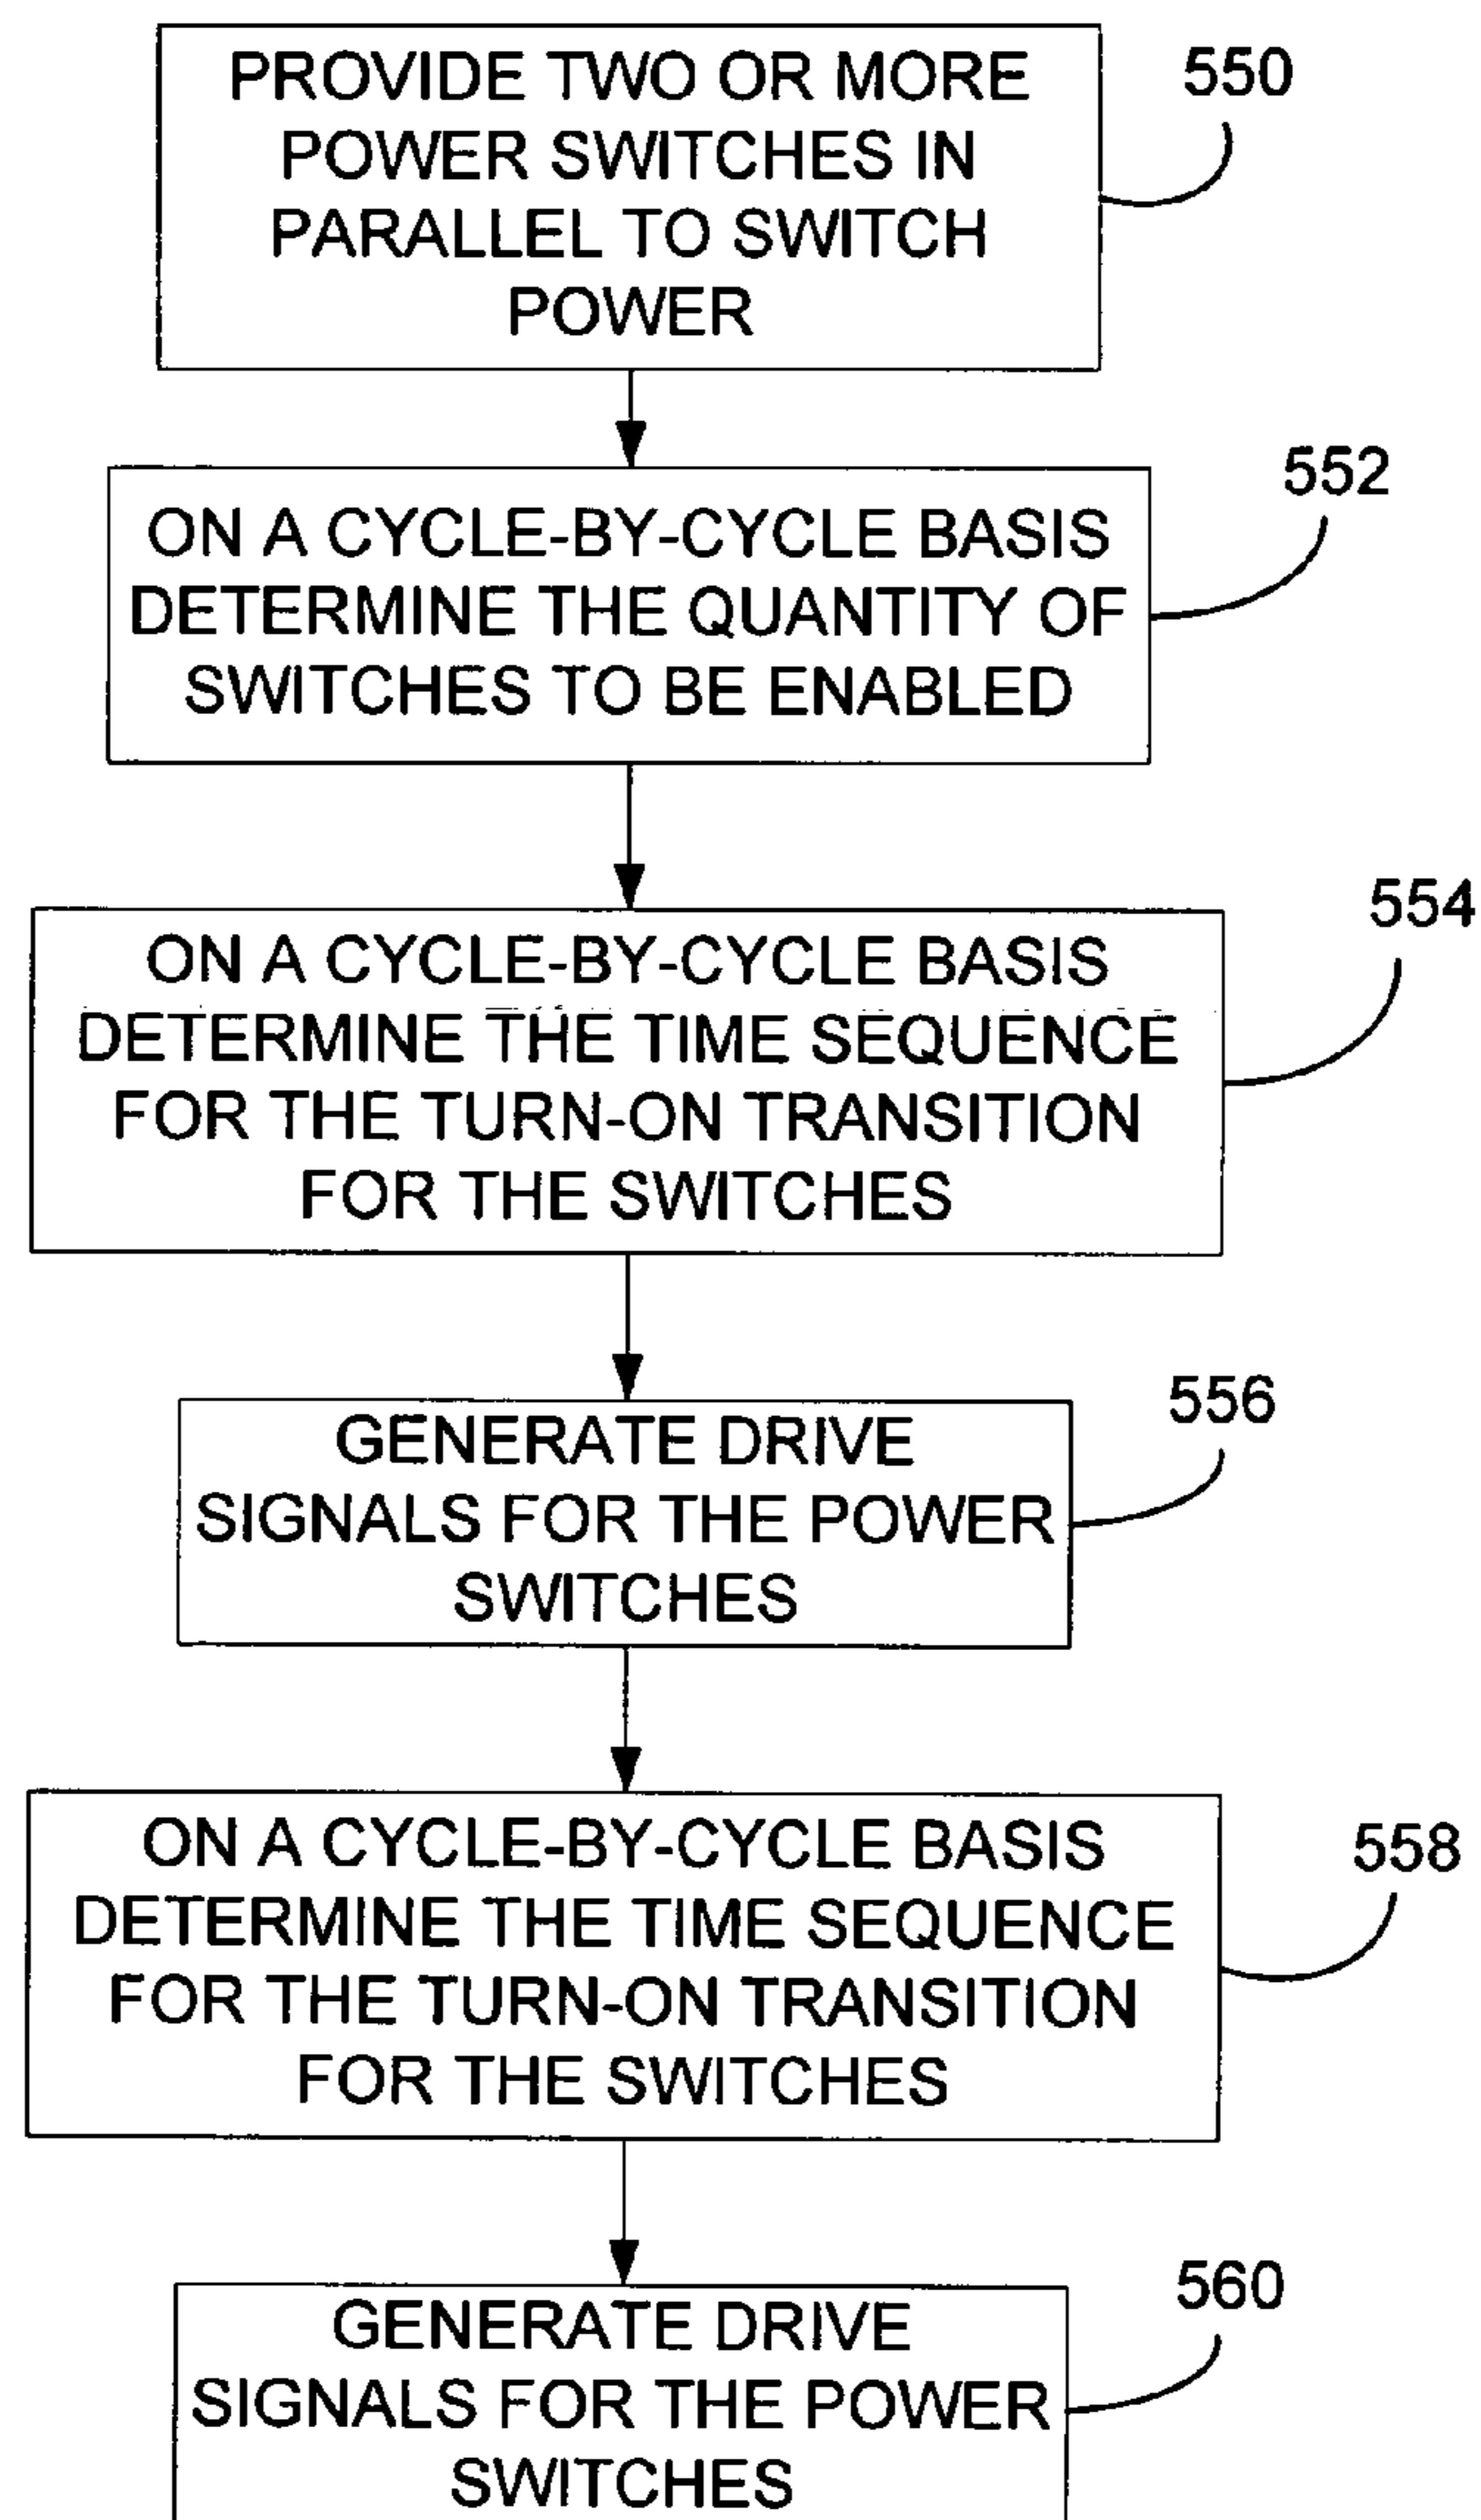 PROVIDE TWO OR MORE
POWER SWITCHES IN
PARALLEL TO SWITCH
POWER
550
ON A CYCLE-BY-CYCLE BASIS
DETERMINE THE QUANTITY OF
SWITCHES TO BE ENABLED
552
ON A CYCLE-BY-CYCLE BASIS
DETERMINE THE TIME SEQUENCE
FOR THE TURN-ON TRANSITION
FOR THE SWITCHES
554
GENERATE DRIVE
SIGNALS FOR THE POWER
SWITCHES
556
ON A CYCLE-BY-CYCLE BASIS
DETERMINE THE TIME SEQUENCE
FOR THE TURN-ON TRANSITION
FOR THE SWITCHES
558
GENERATE DRIVE
SIGNALS FOR THE POWER
SWITCHES
560